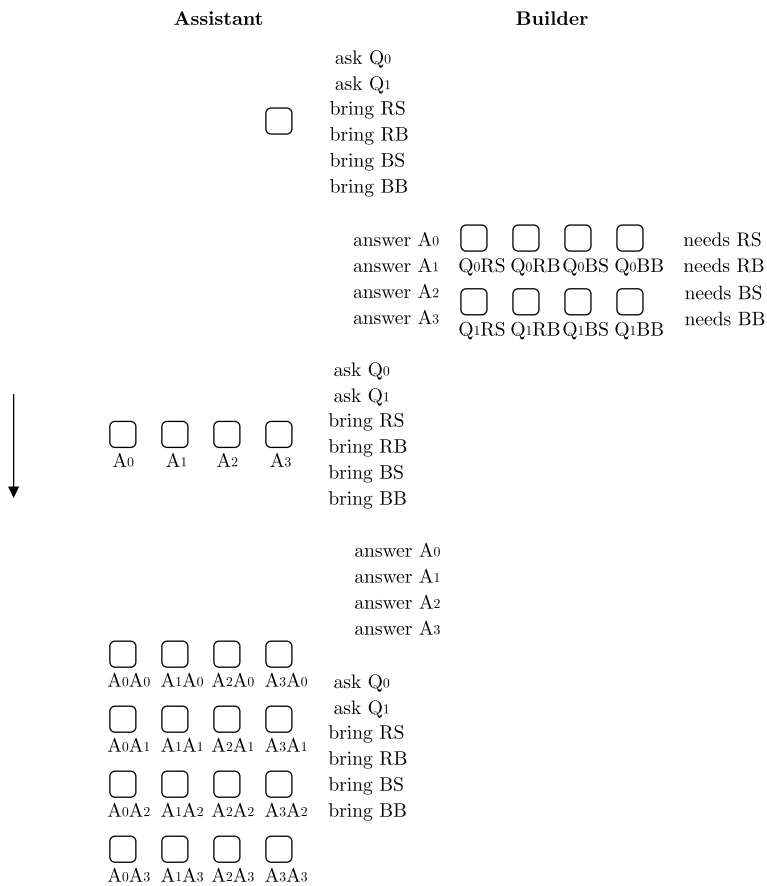 Assistant Builder
ask Q0
ask Q1
bring RS
bring RB
bring BS
bring BB
answer A0 needs RS
answer A1 Q0RS Q0RB Q0BS Q0BB needs RB
answer A2 needs BS
answer A3 needs BB
Q1RS Q1RB Q1BS Q1BB
ask Q0
ask Q1
bring RS
bring RB
A0 A1 A2 A3
bring BS
bring BB
answer A0
answer A1
answer A2
answer A3
A0A0 A1A0 A2A0 A3A0 ask Q0
ask Q1
bring RS
A0A1 A1A1 A2A1 A3A1
bring RB
bring BS
A0A2 A1A2 A2A2 A3A2 bring BB
A0A3 A1A3 A2A3 A3A3